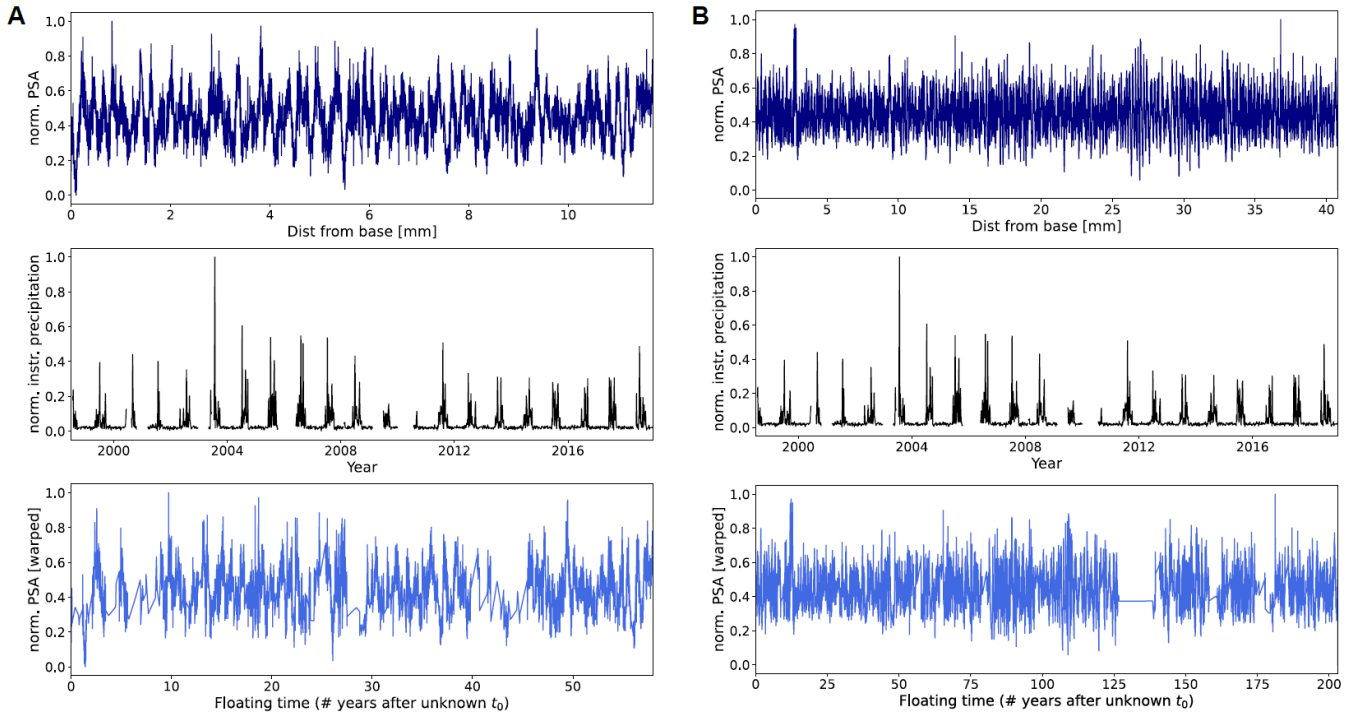 A
norm. PSA
1.0
0.8
0.6
0.4
0.2
0.0
0 2 4 6 8 10
Dist from base [mm]
norm. instr. precipitation
1.0
0.8
0.6
0.4
0.2
0.0
2000 2004 2008 2012 2016
Year
norm. PSA [warped]
1.0
0.8
0.6
0.4
0.2
0.0
0 10 20 30 40 50
Floating time (# years after unknown t₀)
B
norm. PSA
1.0
0.8
0.6
0.4
0.2
0.0
0 5 10 15 20 25 30 35 40
Dist from base [mm]
norm. instr. precipitation
1.0
0.8
0.6
0.4
0.2
0.0
2000 2004 2008 2012 2016
Year
norm. PSA [warped]
1.0
0.8
0.6
0.4
0.2
0.0
0 25 50 75 100 125 150 175 200
Floating time (# years after unknown t₀)